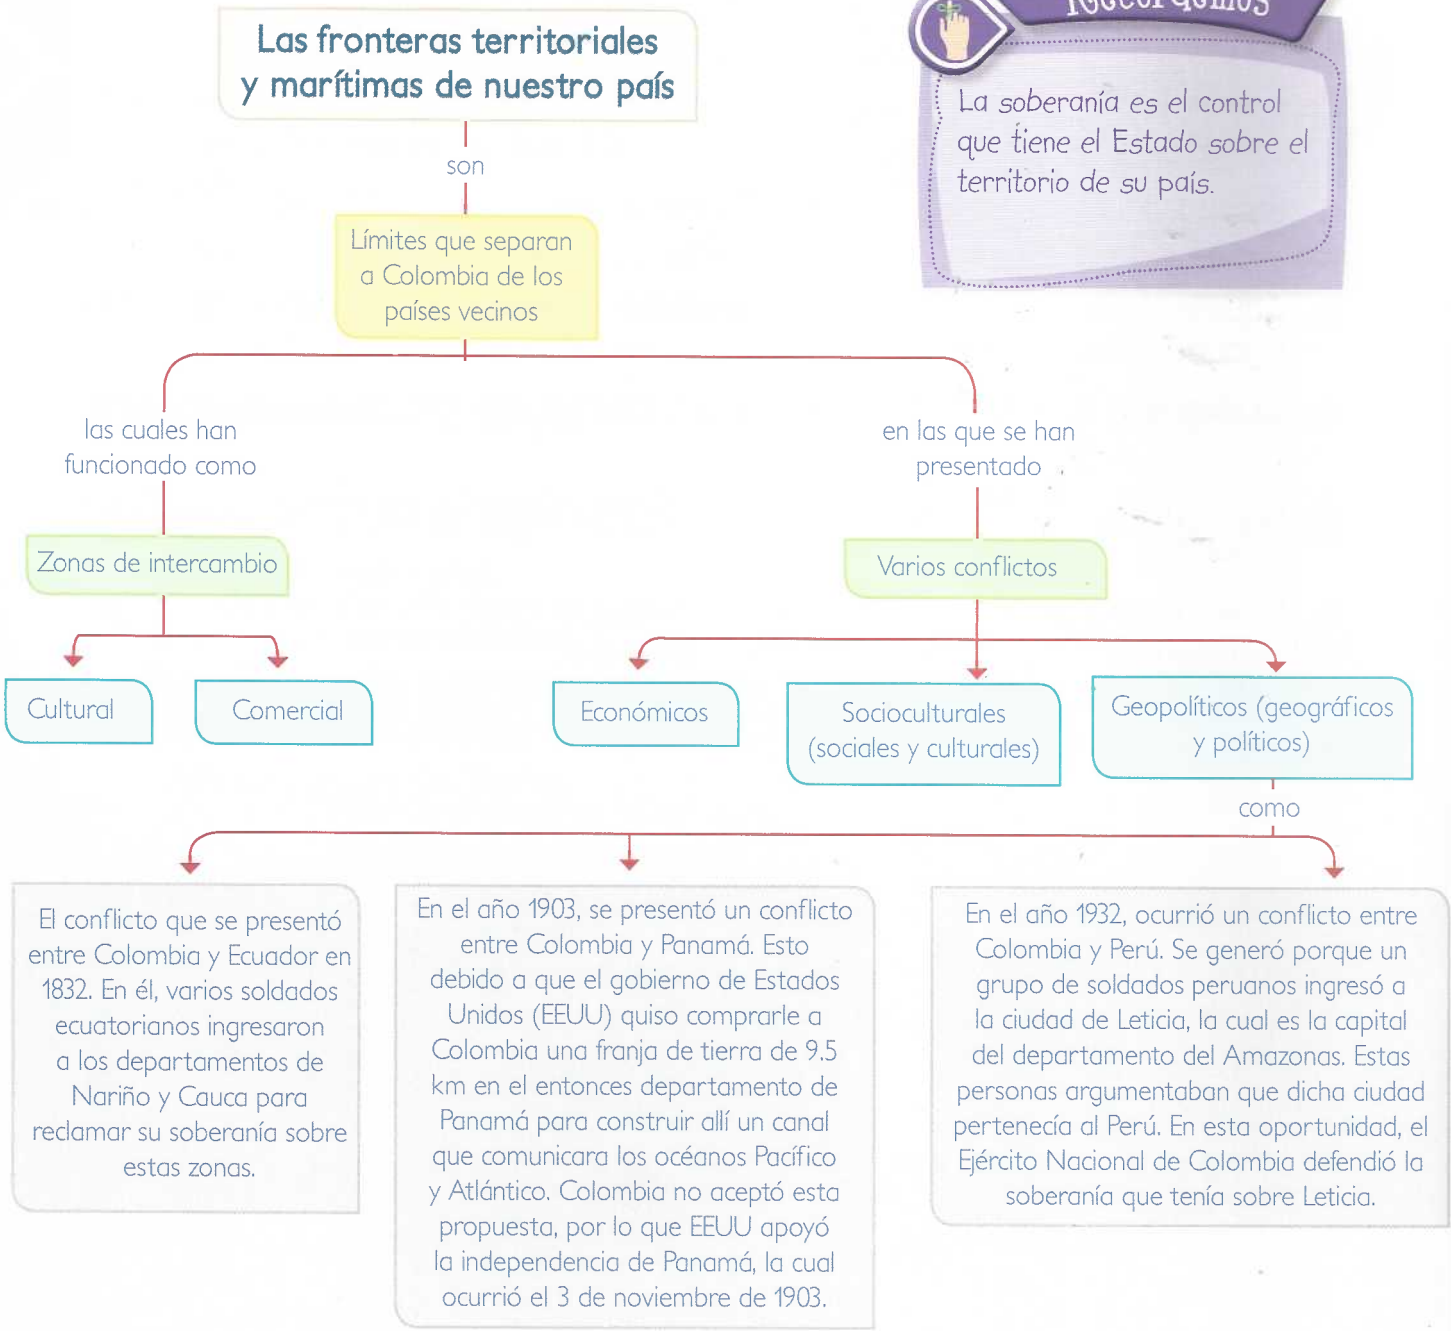 Las fronteras territoriales
y marítimas de nuestro país
La soberanía es el control
que tiene el Estado sobre el
territorio de su país.
son
Límites que separan
a Colombia de los
países vecinos
las cuales han
funcionado como
en las que se han
presentado
Zonas de intercambio
Varios conflictos
Cultural
Comercial
Económicos
Socioculturales
(sociales y culturales)
Geopolíticos (geográficos
y políticos)
como
El conflicto que se presentó
entre Colombia y Ecuador en
1832. En él, varios soldados
ecuatorianos ingresaron
a los departamentos de
Nariño y Cauca para
reclamar su soberanía sobre
estas zonas.
En el año 1903, se presentó un conflicto
entre Colombia y Panamá. Esto
debido a que el gobierno de Estados
Unidos (EEUU) quiso comprarle a
Colombia una franja de tierra de 9.5
km en el entonces departamento de
Panamá para construir allí un canal
que comunicara los océanos Pacífico
y Atlántico. Colombia no aceptó esta
propuesta, por lo que EEUU apoyó
la independencia de Panamá, la cual
ocurrió el 3 de noviembre de 1903.
En el año 1932, ocurrió un conflicto entre
Colombia y Perú. Se generó porque un
grupo de soldados peruanos ingresó a
la ciudad de Leticia, la cual es la capital
del departamento del Amazonas. Estas
personas argumentaban que dicha ciudad
pertenecía al Perú. En esta oportunidad, el
Ejército Nacional de Colombia defendió la
soberanía que tenía sobre Leticia.